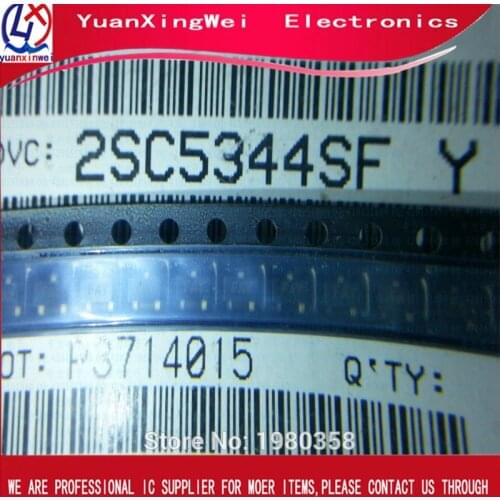 YuanXingWei Electronics
yuanxinwei
DVC: 2SC5344SF Y
OT: P3714015 Q'TY:
Store No: 1980358
WE ARE PROFESSIONAL IC SUPPLIER FOR MOER ITEMS,PLEASE CONTACT US THROUGH